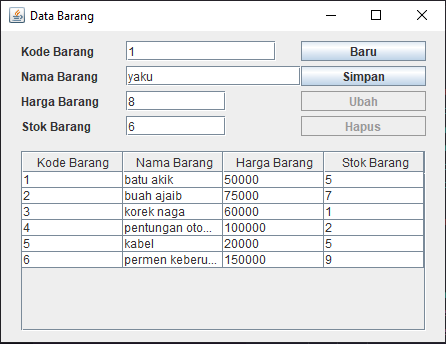 Data Barang
Kode Barang 1 Baru
Nama Barang yaku Simpan
Harga Barang 8 Ubah
Stok Barang 6 Hapus
Kode Barang Nama Barang Harga Barang Stok Barang
1 batu akik 50000 5
2 buah ajaib 75000 7
3 korek naga 60000 1
4 pentungan oto... 100000 2
5 kabel 20000 5
6 permen keberu... 150000 9